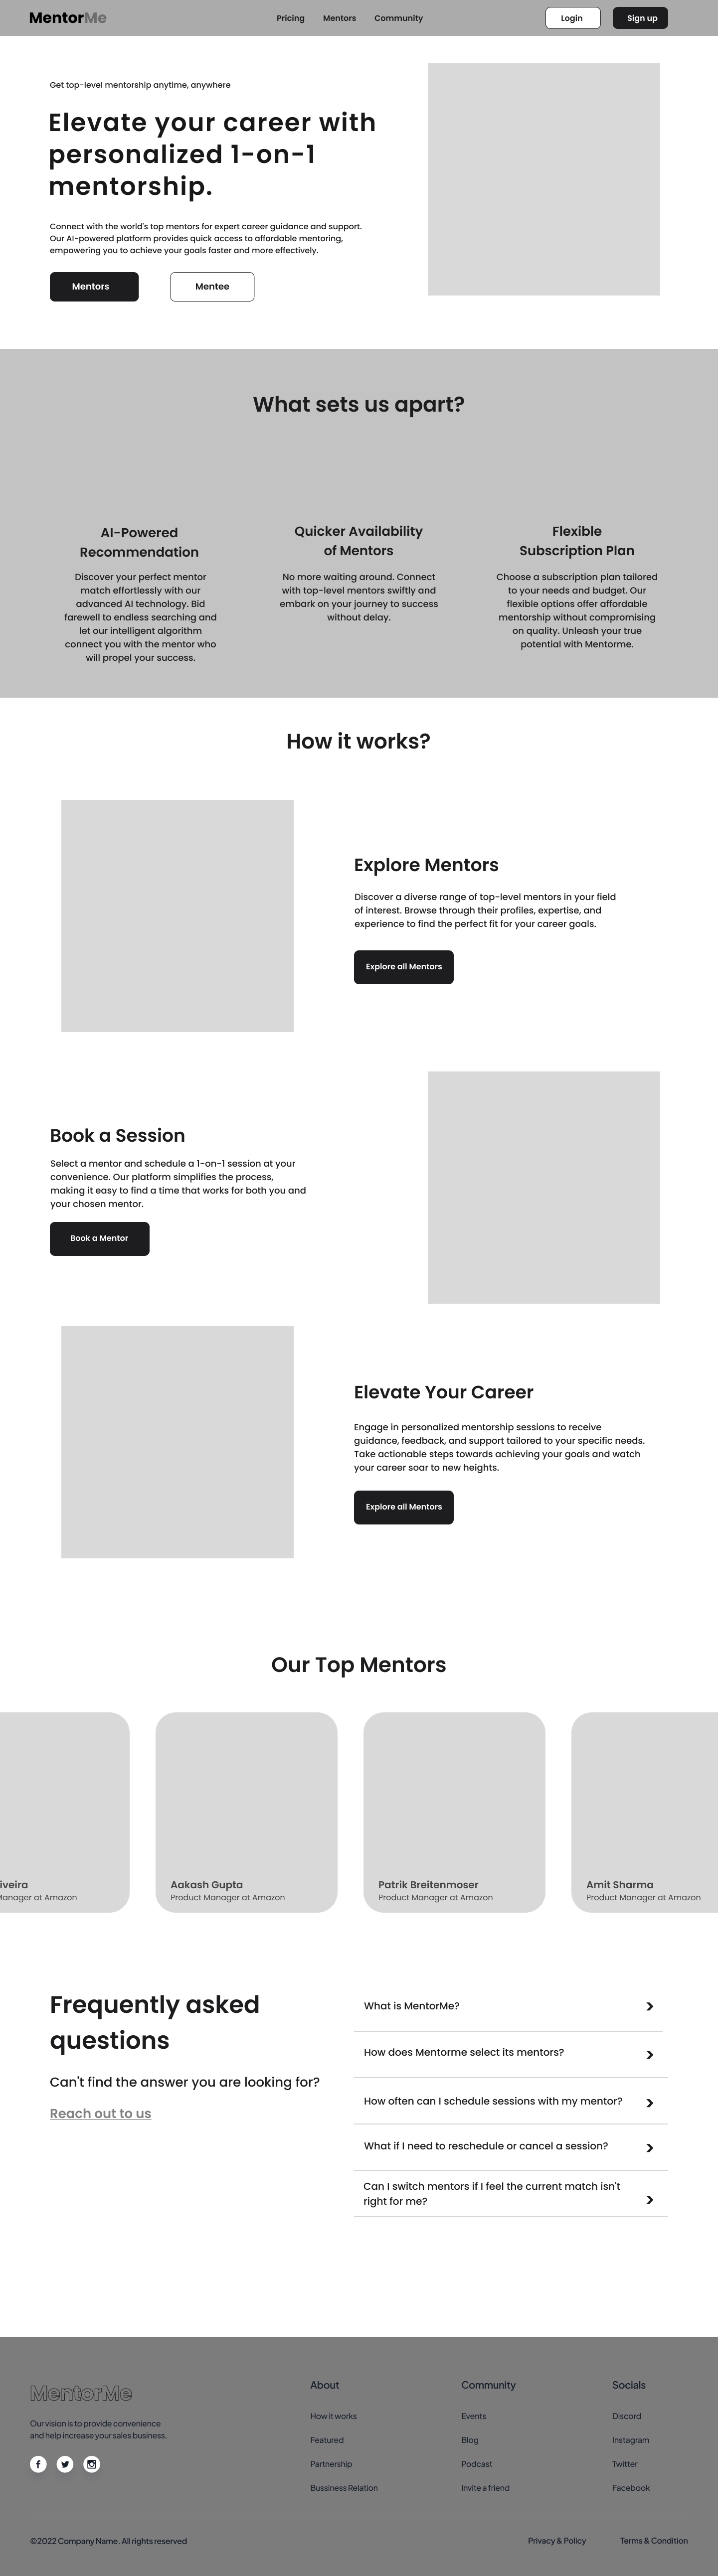 MentorMe
Pricing
Mentors
Community
Login
Sign up
Get top-level mentorship anytime, anywhere
Elevate your career with
personalized 1-on-1
mentorship.
Connect with the world's top mentors for expert career guidance and support.
Our AI-powered platform provides quick access to affordable mentoring,
empowering you to achieve your goals faster and more effectively.
Mentors
Mentee
What sets us apart?
AI-Powered
Recommendation
Discover your perfect mentor
match effortlessly with our
advanced AI technology. Bid
farewell to endless searching and
let our intelligent algorithm
connect you with the mentor who
will propel your success.
Quicker Availability
of Mentors
No more waiting around. Connect
with top-level mentors swiftly and
embark on your journey to success
without delay.
Flexible
Subscription Plan
Choose a subscription plan tailored
to your needs and budget. Our
flexible options offer affordable
mentorship without compromising
on quality. Unleash your true
potential with Mentorme.
How it works?
Explore Mentors
Discover a diverse range of top-level mentors in your field
of interest. Browse through their profiles, expertise, and
experience to find the perfect fit for your career goals.
Explore all Mentors
Book a Session
Select a mentor and schedule a 1-on-1 session at your
convenience. Our platform simplifies the process,
making it easy to find a time that works for both you and
your chosen mentor.
Book a Mentor
Elevate Your Career
Engage in personalized mentorship sessions to receive
guidance, feedback, and support tailored to your specific needs.
Take actionable steps towards achieving your goals and watch
your career soar to new heights.
Explore all Mentors
Our Top Mentors
iveira
Manager at Amazon
Aakash Gupta
Product Manager at Amazon
Patrik Breitenmoser
Product Manager at Amazon
Amit Sharma
Product Manager at Amazon
Frequently asked
questions
Can't find the answer you are looking for?
Reach out to us
What is MentorMe?
How does Mentorme select its mentors?
How often can I schedule sessions with my mentor?
What if I need to reschedule or cancel a session?
Can I switch mentors if I feel the current match isn't
right for me?
MentorMe
Our vision is to provide convenience
and help increase your sales business.
About
How it works
Featured
Partnership
Bussiness Relation
Community
Events
Blog
Podcast
Invite a friend
Socials
Discord
Instagram
Twitter
Facebook
©2022 Company Name. All rights reserved
Privacy & Policy
Terms & Condition